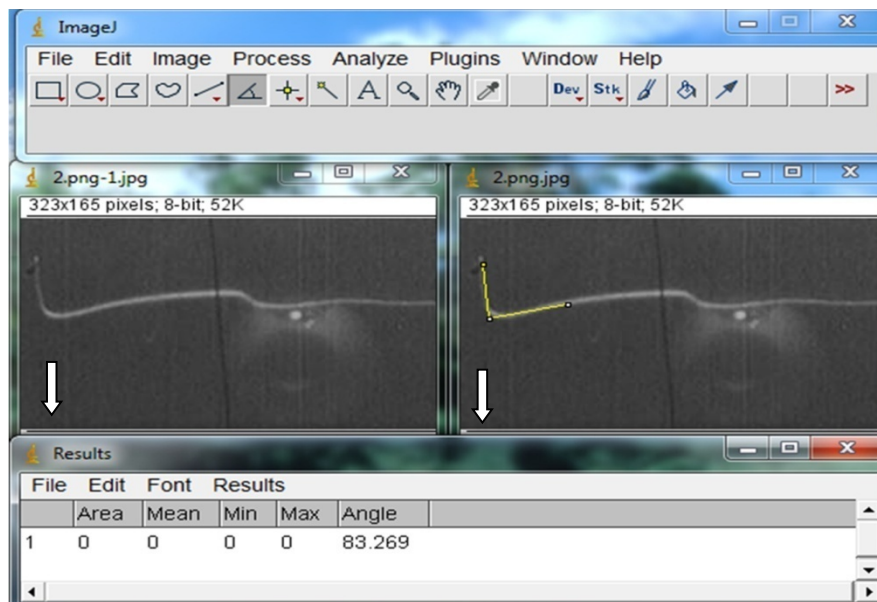 ImageJ
File Edit Image Process Analyze Plugins Window Help
A Dev Stk >>
2.png-1.jpg
323x165 pixels; 8-bit; 52K
2.png.jpg
323x165 pixels; 8-bit; 52K
Results
File Edit Font Results
Area Mean Min Max Angle
1 0 0 0 0 83.269